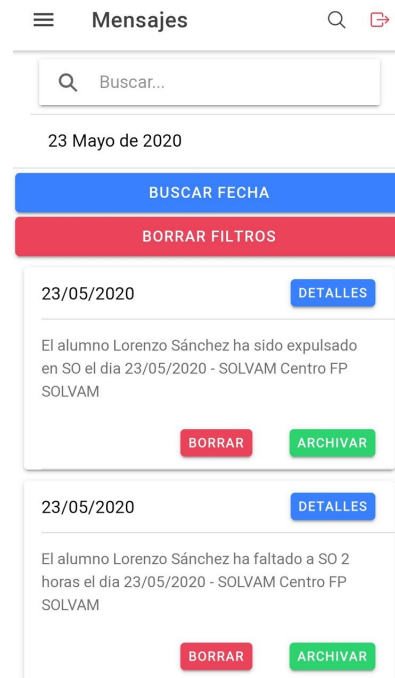 Mensajes
Buscar...
23 Mayo de 2020
BUSCAR FECHA
BORRAR FILTROS
23/05/2020
DETALLES
El alumno Lorenzo Sánchez ha sido expulsado
en SO el dia 23/05/2020 - SOLVAM Centro FP
SOLVAM
BORRAR
ARCHIVAR
23/05/2020
DETALLES
El alumno Lorenzo Sánchez ha faltado a SO 2
horas el dia 23/05/2020 - SOLVAM Centro FP
SOLVAM
BORRAR
ARCHIVAR